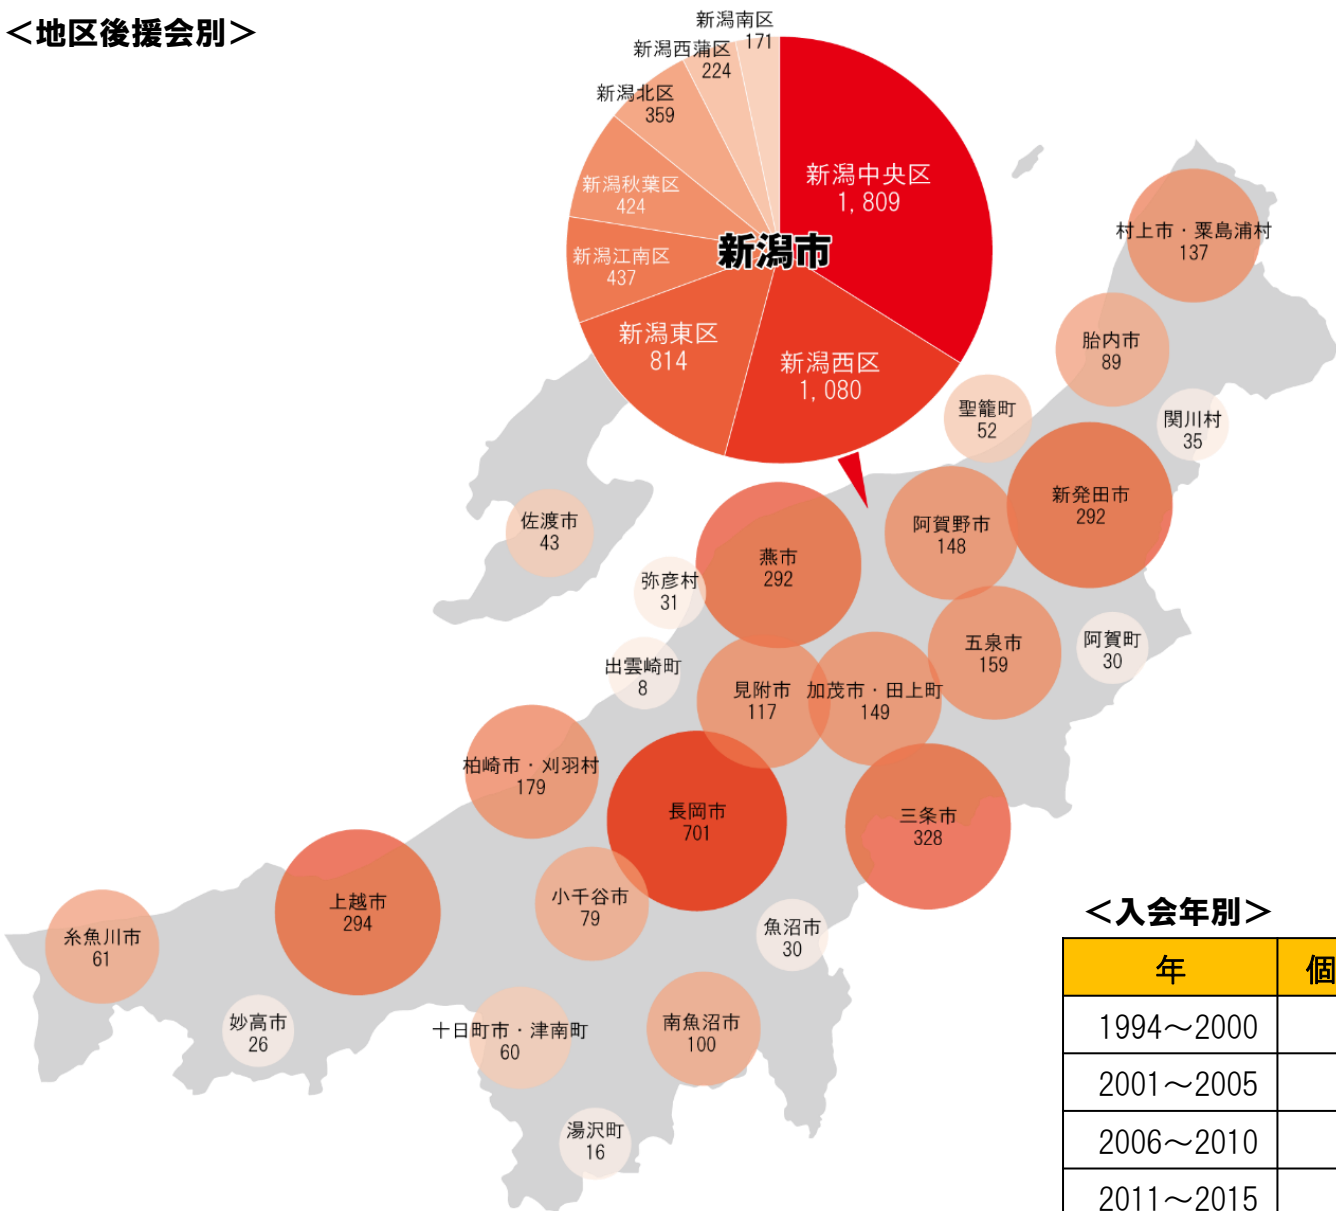 ＜地区後援会別＞
新潟南区
171
新潟西蒲区
224
新潟北区
359
新潟秋葉区
424
新潟江南区
437
新潟東区
814
新潟西区
1,080
新潟中央区
1,809
新潟市
村上市・粟島浦村
137
胎内市
89
聖籠町
52
関川村
35
新発田市
292
阿賀野市
148
佐渡市
43
燕市
292
弥彦村
31
五泉市
159
阿賀町
30
出雲崎町
8
見附市
117
加茂市・田上町
149
柏崎市・刈羽村
179
長岡市
701
三条市
328
上越市
294
小千谷市
79
魚沼市
30
糸魚川市
61
妙高市
26
十日町市・津南町
60
南魚沼市
100
湯沢町
16
＜入会年別＞
年 個
1994～2000
2001～2005
2006～2010
2011～2015